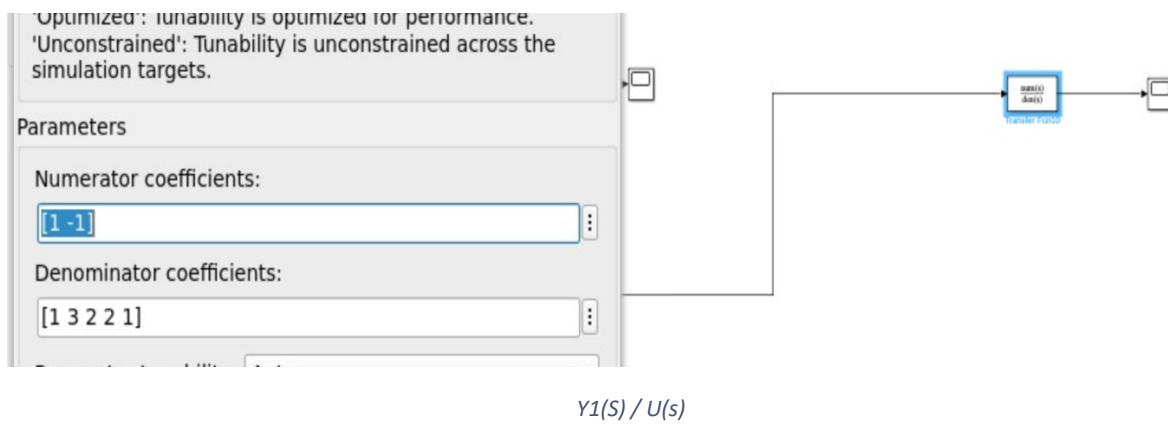 'Optimized': Tunability is optimized for performance.
'Unconstrained': Tunability is unconstrained across the
simulation targets.
Parameters
Numerator coefficients:
[1 -1]
Denominator coefficients:
[1 3 2 2 1]
num(s)
den(s)
Y1(S) / U(s)